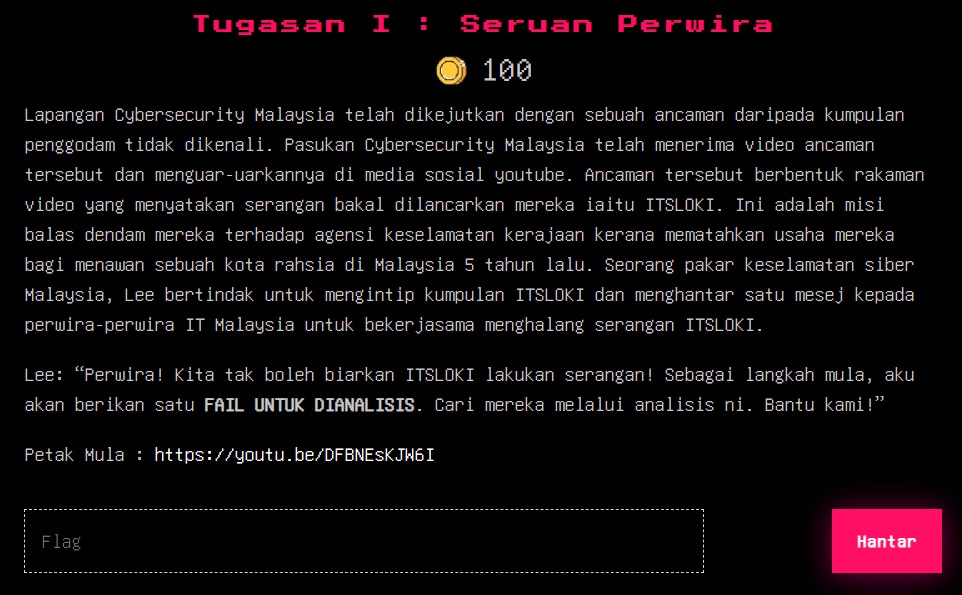 Tugasan I : Seruan Perwira
100
Lapangan Cybersecurity Malaysia telah dikejutkan dengan sebuah ancaman daripada kumpulan
penggodam tidak dikenali. Pasukan Cybersecurity Malaysia telah menerima video ancaman
tersebut dan menguar-uarkannya di media sosial youtube. Ancaman tersebut berbentuk rakaman
video yang menyatakan serangan bakal dilancarkan mereka iaitu ITSLOKI. Ini adalah misi
balas dendam mereka terhadap agensi keselamatan kerajaan kerana mematahkan usaha mereka
bagi menawan sebuah kota rahsia di Malaysia 5 tahun lalu. Seorang pakar keselamatan siber
Malaysia, Lee bertindak untuk mengintip kumpulan ITSLOKI dan menghantar satu mesej kepada
perwira-perwira IT Malaysia untuk bekerjasama menghalang serangan ITSLOKI.
Lee: “Perwira! Kita tak boleh biarkan ITSLOKI lakukan serangan! Sebagai langkah mula, aku
akan berikan satu FAIL UNTUK DIANALISIS. Cari mereka melalui analisis ni. Bantu kami!”
Petak Mula : https://youtu.be/DFBNEsKJW6I
Flag
Hantar